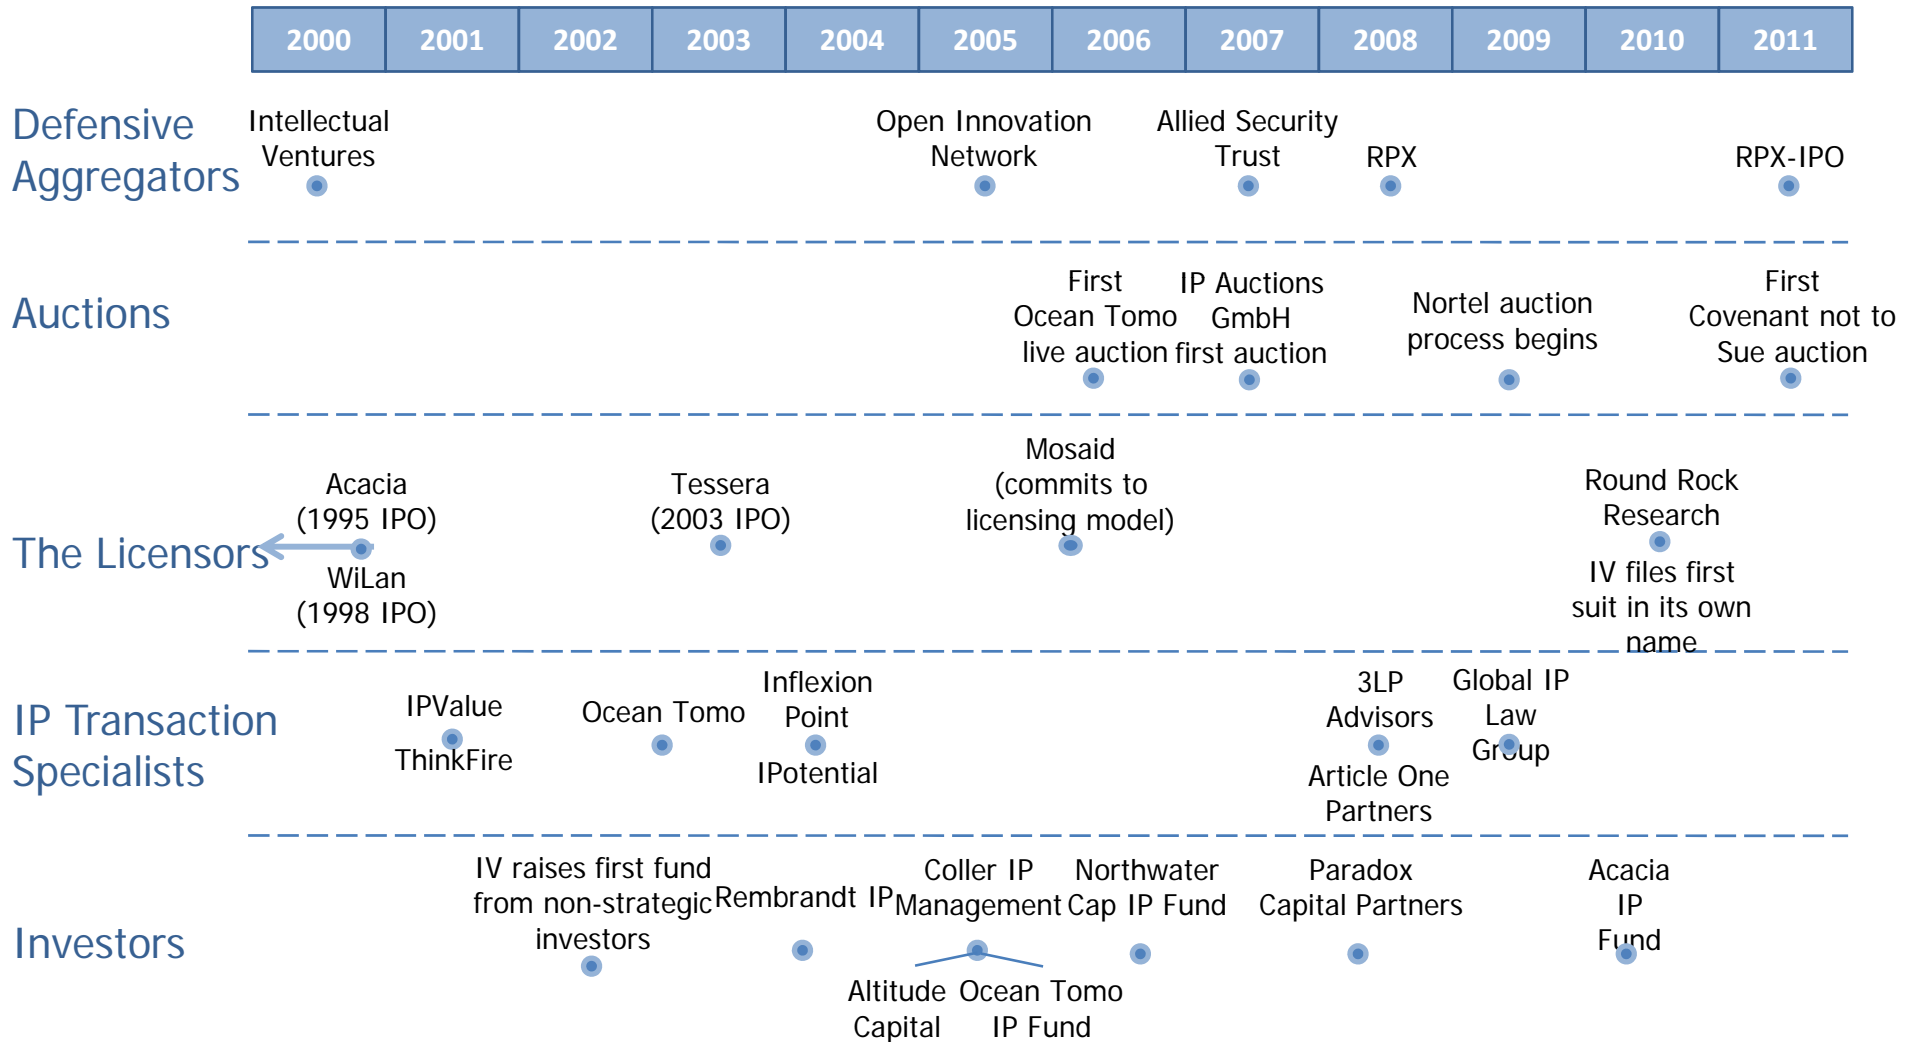 2000 2001 2002 2003 2004 2005 2006 2007 2008 2009 2010 2011
Defensive
Aggregators
Intellectual
Ventures
Open Innovation
Network
Allied Security
Trust
RPX
RPX-IPO
Auctions
First
Ocean Tomo
live auction
IP Auctions
GmbH
first auction
Nortel auction
process begins
First
Covenant not to
Sue auction
The Licensors
Acacia
(1995 IPO)
WiLan
(1998 IPO)
Tessera
(2003 IPO)
Mosaid
(commits to
licensing model)
Round Rock
Research
IV files first
suit in its own
name
IP Transaction
Specialists
IPValue
ThinkFire
Ocean Tomo
Inflexion
Point
IPotential
3LP
Advisors
Article One
Partners
Global IP
Law
Group
Investors
IV raises first fund
from non-strategic
investors
Rembrandt IP
Coller IP
Management
Altitude
Capital
Ocean Tomo
IP Fund
Northwater
Cap IP Fund
Paradox
Capital Partners
Acacia
IP
Fund